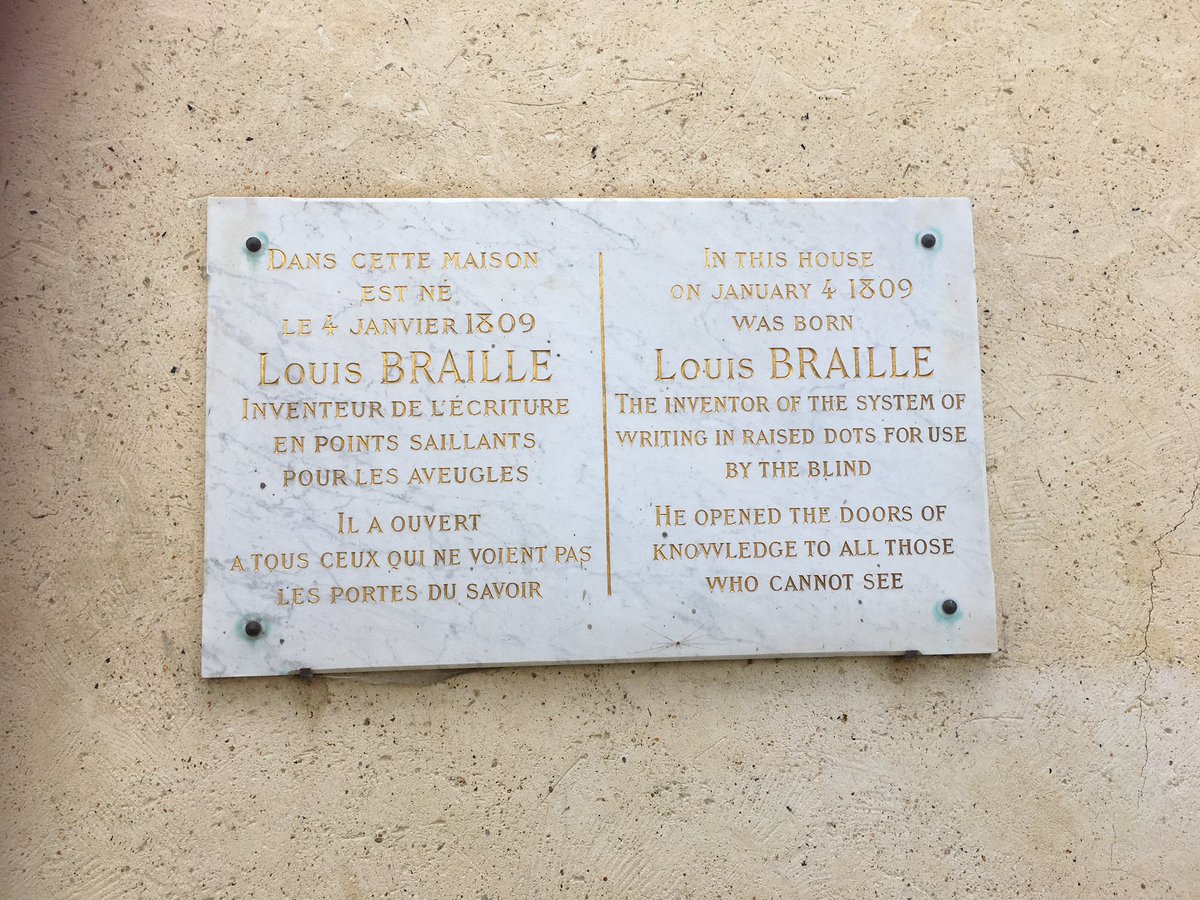 Dans cette maison
est né
le 4 janvier 1809
Louis BRAILLE
Inventeur de l'écriture
en points saillants
pour les aveugles
Il a ouvert
a tous ceux qui ne voient pas
les portes du savoir
In this house
on January 4 1809
was born
Louis BRAILLE
The inventor of the system of
writing in raised dots for use
by the blind
He opened the doors of
knowledge to all those
who cannot see